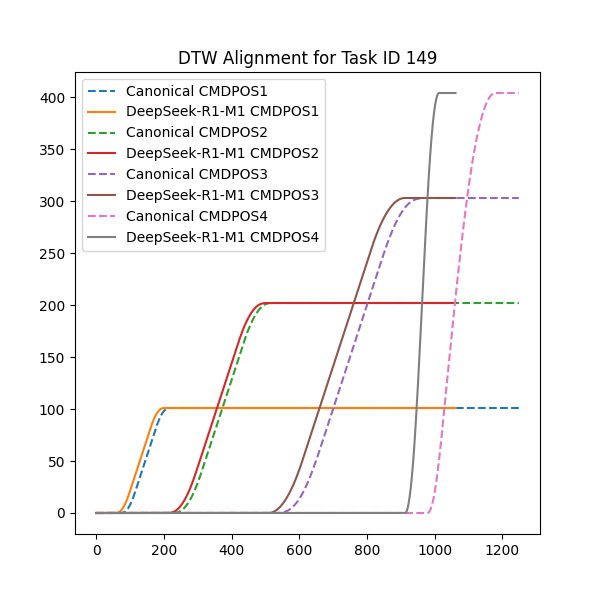 DTW Alignment for Task ID 149
Canonical CMDPOS1
DeepSeek-R1-M1 CMDPOS1
Canonical CMDPOS2
DeepSeek-R1-M1 CMDPOS2
Canonical CMDPOS3
DeepSeek-R1-M1 CMDPOS3
Canonical CMDPOS4
DeepSeek-R1-M1 CMDPOS4
400
350
300
250
200
150
100
50
0
0 200 400 600 800 1000 1200